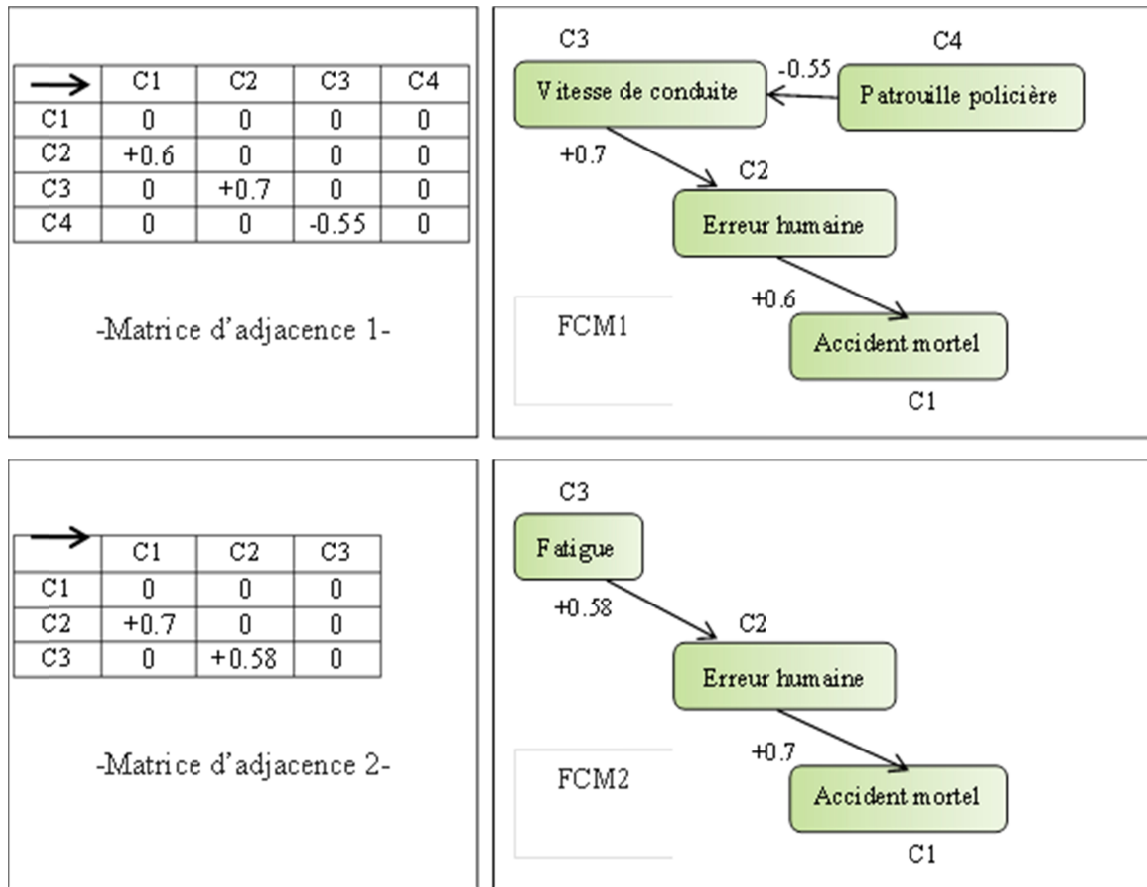 C1 C2 C3 C4
C1 0 0 0 0
C2 +0.6 0 0 0
C3 0 +0.7 0 0
C4 0 0 -0.55 0
-Matrice d'adjacence 1-
C3
C4
-0.55
Vitesse de conduite
Patrouille policière
+0.7
C2
Erreur humaine
+0.6
FCM1
Accident mortel
C1
C1 C2 C3
C1 0 0 0
C2 +0.7 0 0
C3 0 +0.58 0
-Matrice d'adjacence 2-
C3
Fatigue
+0.58
C2
Erreur humaine
+0.7
FCM2
Accident mortel
C1